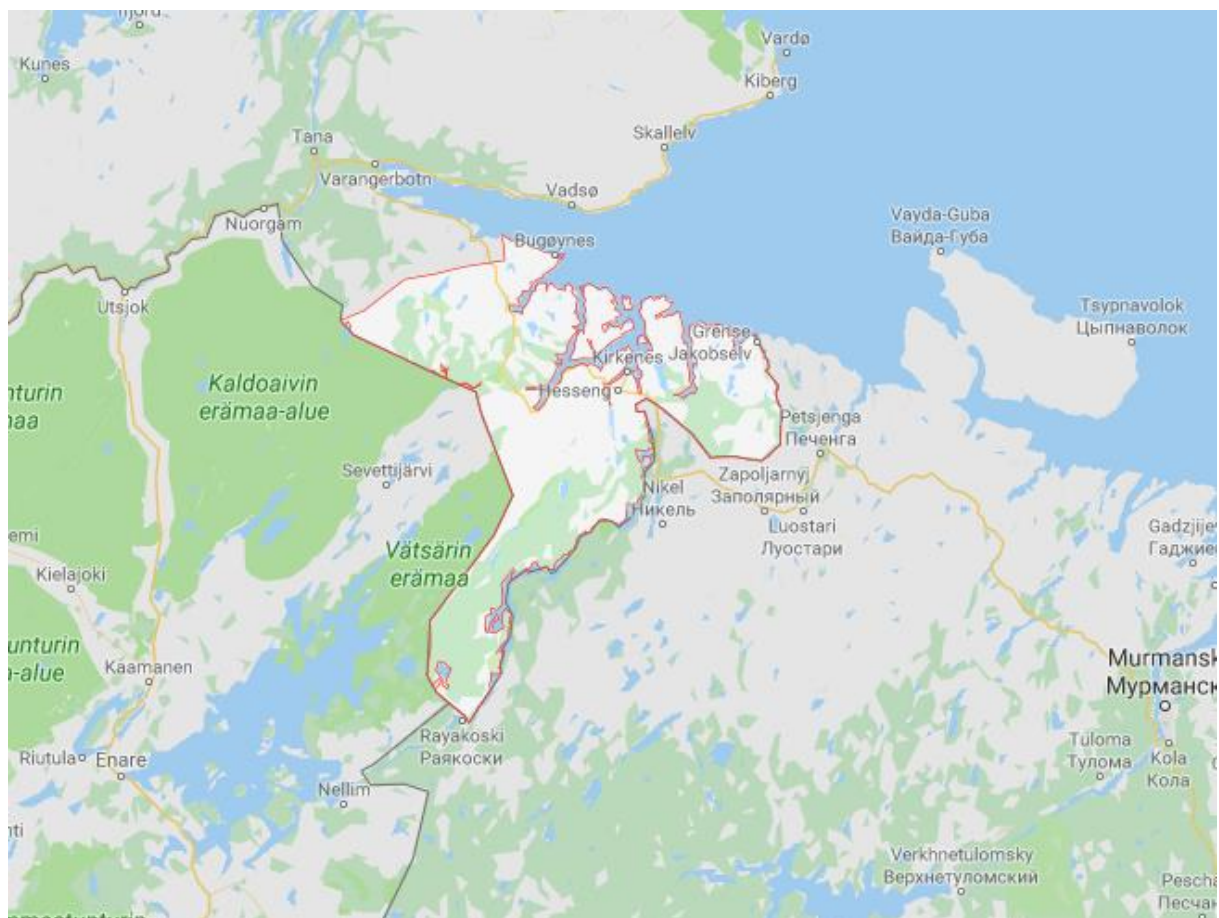 Kunes
Vardø
Kiberg
Skallelv
Tana
Varangerbotn
Vadsø
Nuorgam
Bugøynes
Vayda-Guba
Вайда-Губа
Utsjok
Tsypnavolok
Цыпнаволок
Grense
Jakobselv
Kirkenes
Hesseng
Kaldoaivin
erämaa-alue
Petsjenga
Печенга
Sevettijärvi
Nikel
Никель
Zapoljarnyj
Заполярный
Luostari
Луостари
Vätsärin
erämaa
Kielajoki
Kaamanen
Murmansk
Мурманск
Rayakoski
Раякоски
Riutula
Enare
Nellim
Tuloma
Тулома
Kola
Кола
Verkhnetulomsky
Верхнетуломский